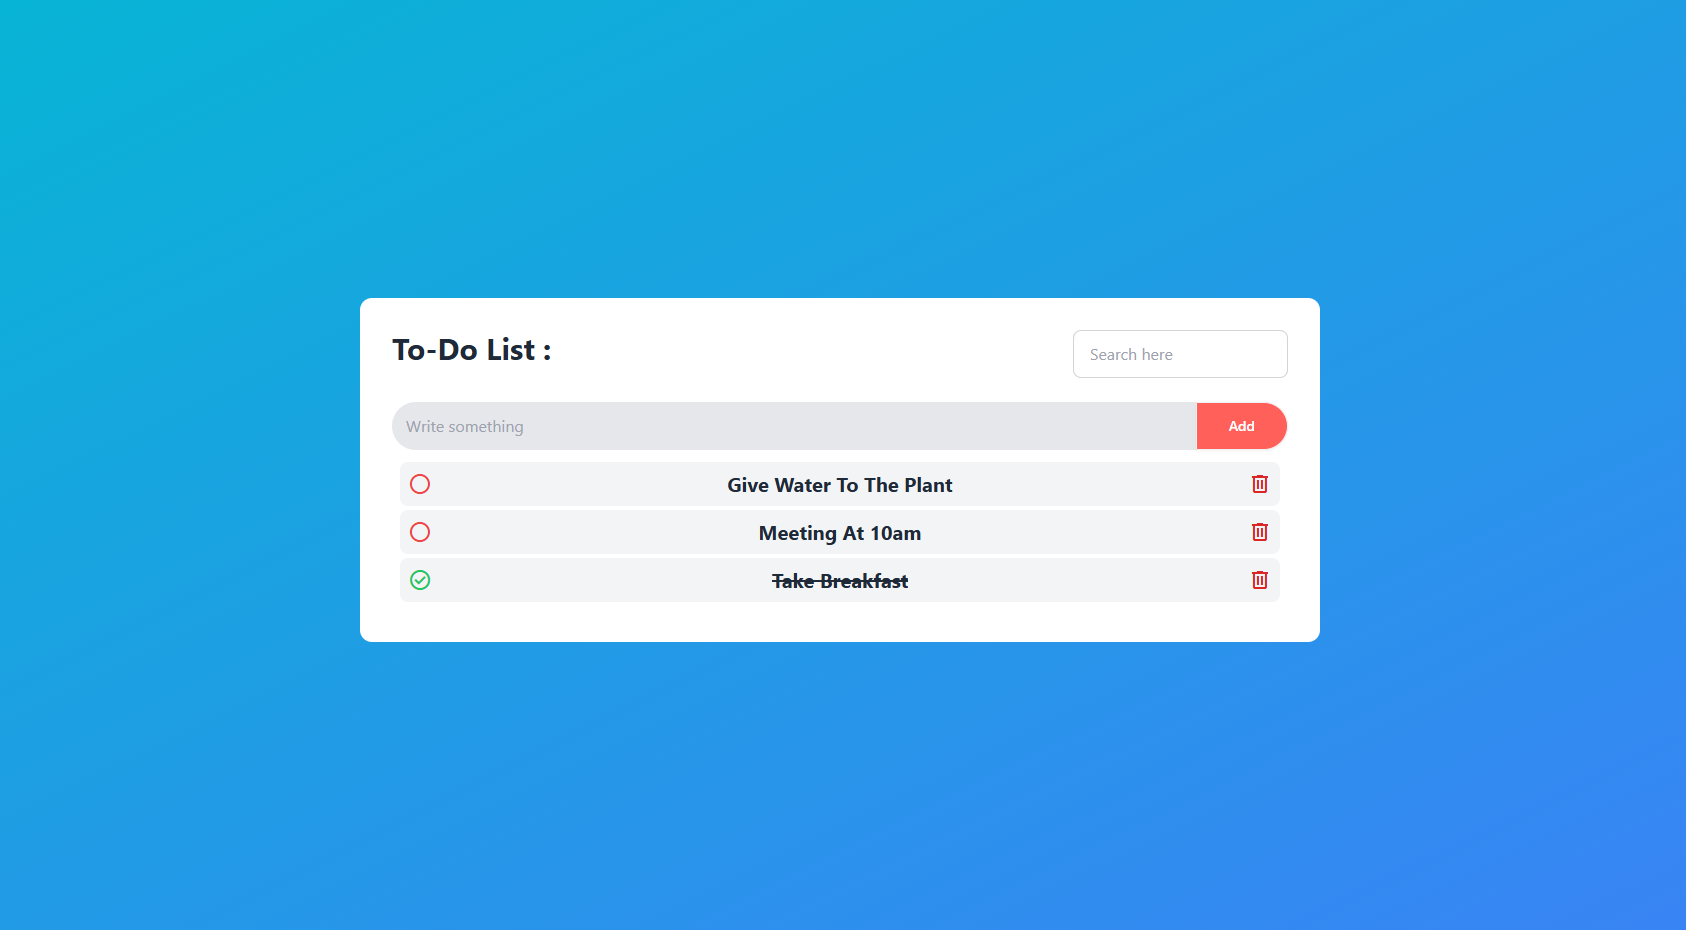 To-Do List :
Search here
Write something
Add
Give Water To The Plant
Meeting At 10am
Take Breakfast